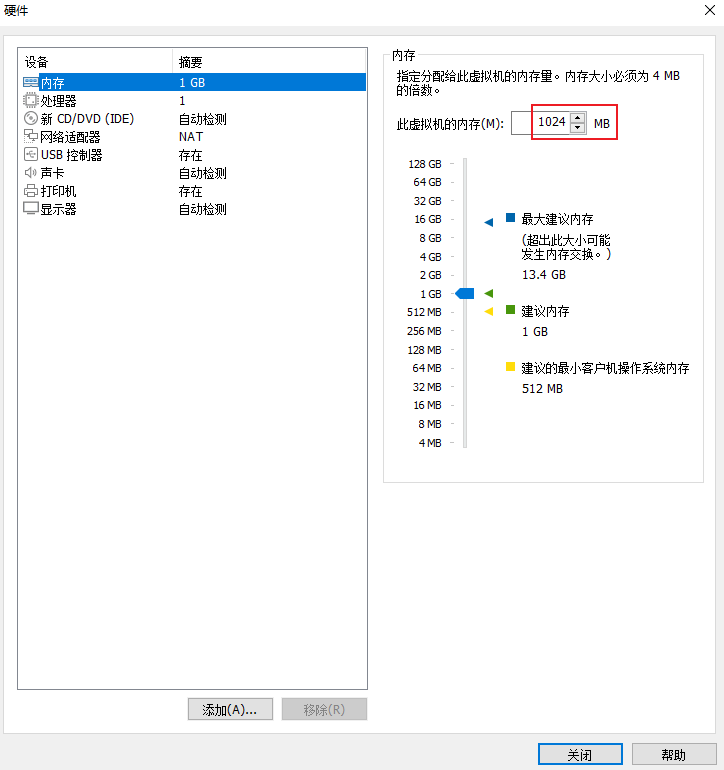 硬件
设备 摘要
内存 1 GB
处理器 1
新 CD/DVD (IDE) 自动检测
网络适配器 NAT
USB 控制器 存在
声卡 自动检测
打印机 存在
显示器 自动检测
添加(A)...
移除(R)
内存
指定分配给此虚拟机的内存量。内存大小必须为 4 MB
的倍数。
此虚拟机的内存(M): 1024 MB
128 GB
64 GB
32 GB
16 GB
8 GB
4 GB
2 GB
1 GB
512 MB
256 MB
128 MB
64 MB
32 MB
16 MB
8 MB
4 MB
最大建议内存
(超出此大小可能
发生内存交换。)
13.4 GB
建议内存
1 GB
建议的最小客户机操作系统内存
512 MB
关闭
帮助